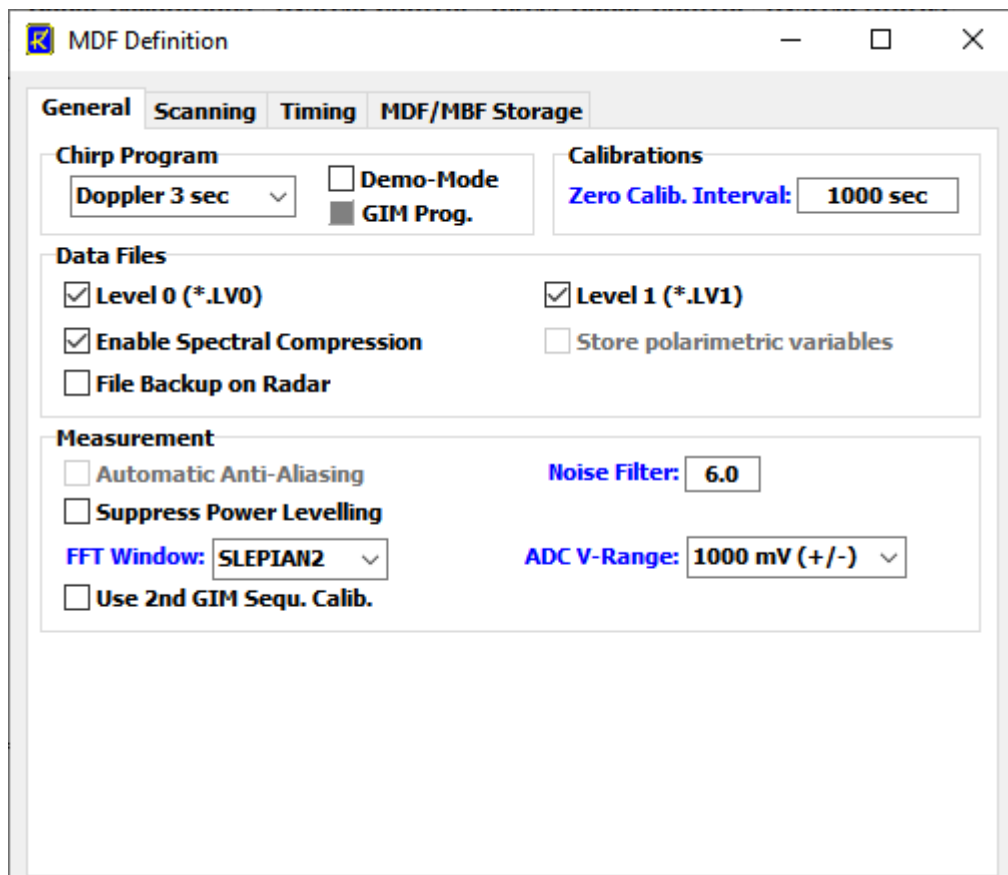 MDF Definition
General Scanning Timing MDF/MBF Storage
Chirp Program
Doppler 3 sec
Demo-Mode
GIM Prog.
Calibrations
Zero Calib. Interval: 1000 sec
Data Files
Level 0 (*.LV0)
Level 1 (*.LV1)
Enable Spectral Compression
Store polarimetric variables
File Backup on Radar
Measurement
Automatic Anti-Aliasing
Noise Filter: 6.0
Suppress Power Levelling
FFT Window: SLEPIAN2
ADC V-Range: 1000 mV (+/-)
Use 2nd GIM Sequ. Calib.